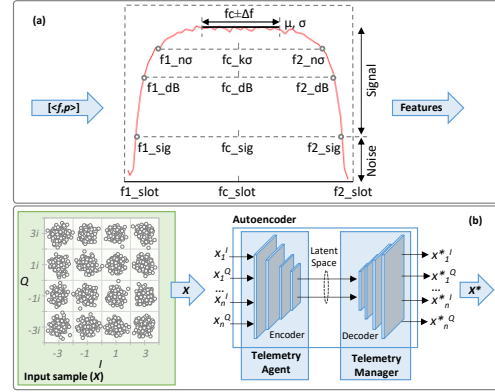 (a)
fc±Δf
μ, σ
f1_nσ fc_kσ f2_nσ
f1_dB fc_dB f2_dB
Signal
[<f,p>]
Features
f1_sig fc_sig f2_sig
Noise
f1_slot fc_slot f2_slot
(b)
Autoencoder
3i
1i
-1i
-3i
Q
-3 -1 1 3
I
Input sample (X)
X
x₁ᴵ
x₁Q
...
xₙᴵ
xₙQ
Latent
Space
Encoder
Decoder
Telemetry
Agent
Telemetry
Manager
x*₁ᴵ
x*₁Q
...
x*ₙᴵ
x*ₙQ
X*